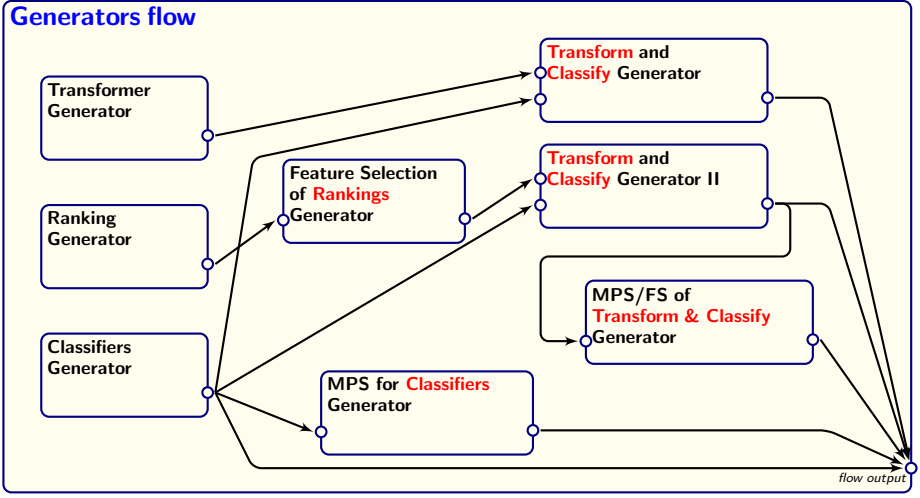 Generators flow
Transformer
Generator
Transform and
Classify Generator
Ranking
Generator
Feature Selection
of Rankings
Generator
Transform and
Classify Generator II
MPS/FS of
Transform & Classify
Generator
Classifiers
Generator
MPS for Classifiers
Generator
flow output